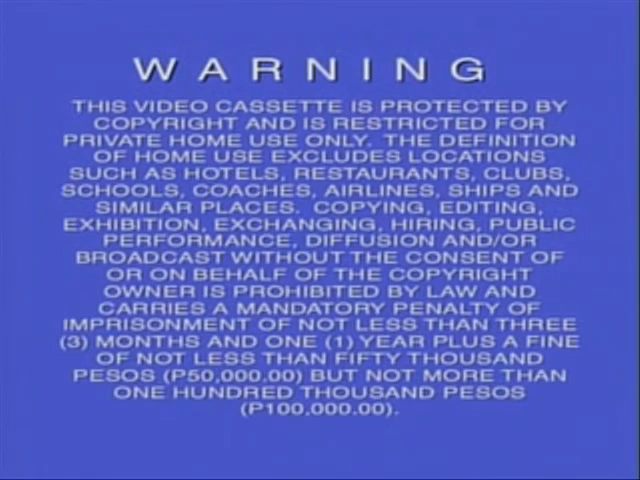 WARNING
THIS VIDEO CASSETTE IS PROTECTED BY
COPYRIGHT AND IS RESTRICTED FOR
PRIVATE HOME USE ONLY. THE DEFINITION
OF HOME USE EXCLUDES LOCATIONS
SUCH AS HOTELS, RESTAURANTS, CLUBS,
SCHOOLS, COACHES, AIRLINES, SHIPS AND
SIMILAR PLACES. COPYING, EDITING,
EXHIBITION, EXCHANGING, HIRING, PUBLIC
PERFORMANCE, DIFFUSION AND/OR
BROADCAST WITHOUT THE CONSENT OF
OR ON BEHALF OF THE COPYRIGHT
OWNER IS PROHIBITED BY LAW AND
CARRIES A MANDATORY PENALTY OF
IMPRISONMENT OF NOT LESS THAN THREE
(3) MONTHS AND ONE (1) YEAR PLUS A FINE
OF NOT LESS THAN FIFTY THOUSAND
PESOS (P50,000.00) BUT NOT MORE THAN
ONE HUNDRED THOUSAND PESOS
(P100,000.00).